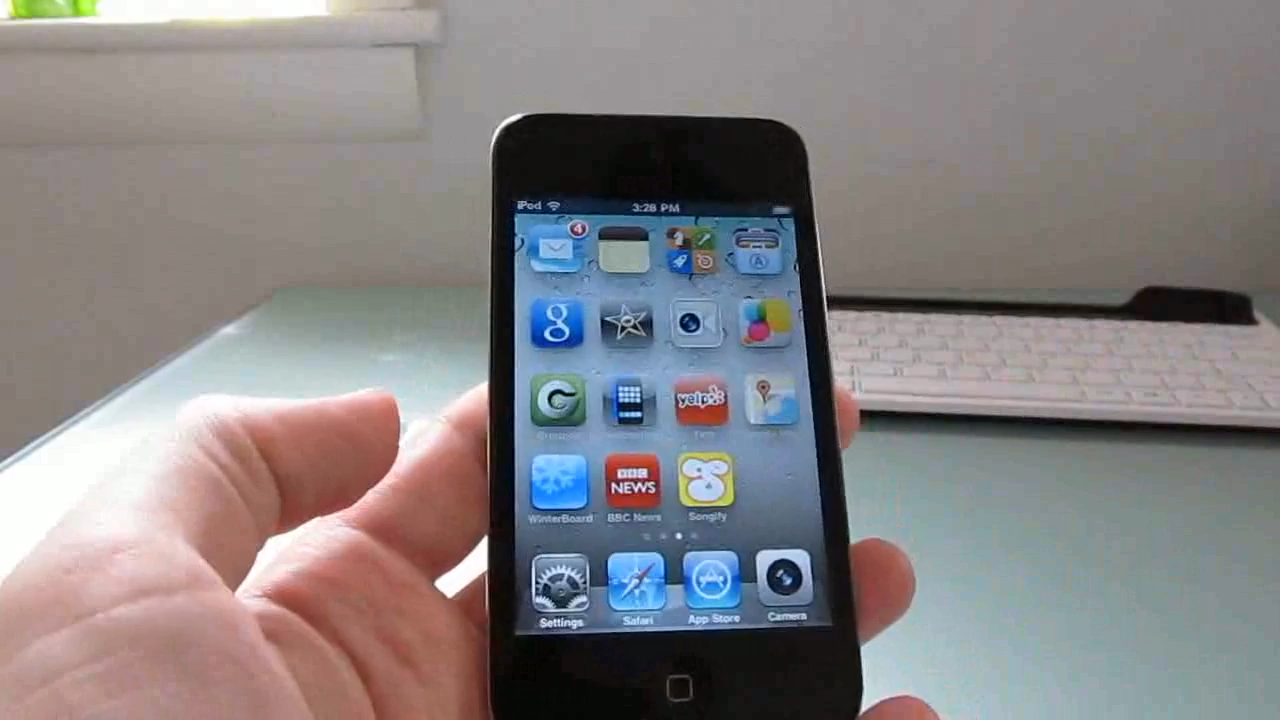 iPod 3:28 PM
4
A
g
yelp
BBC
NEWS
WinterBoard BBC News Songify
Settings Safari App Store Camera